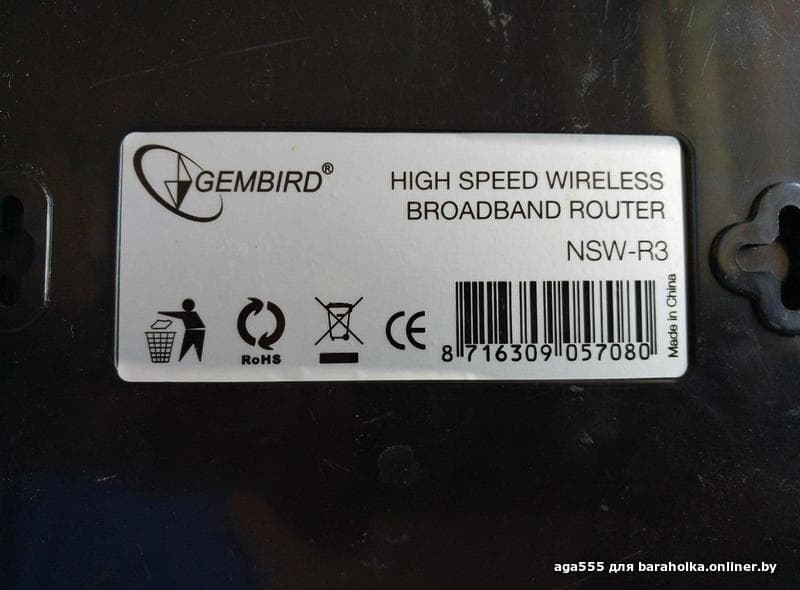 GEMBIRD®
HIGH SPEED WIRELESS
BROADBAND ROUTER
NSW-R3
RoHS
CE
8 716309 057080
Made in China
aga555 для baraholka.onliner.by